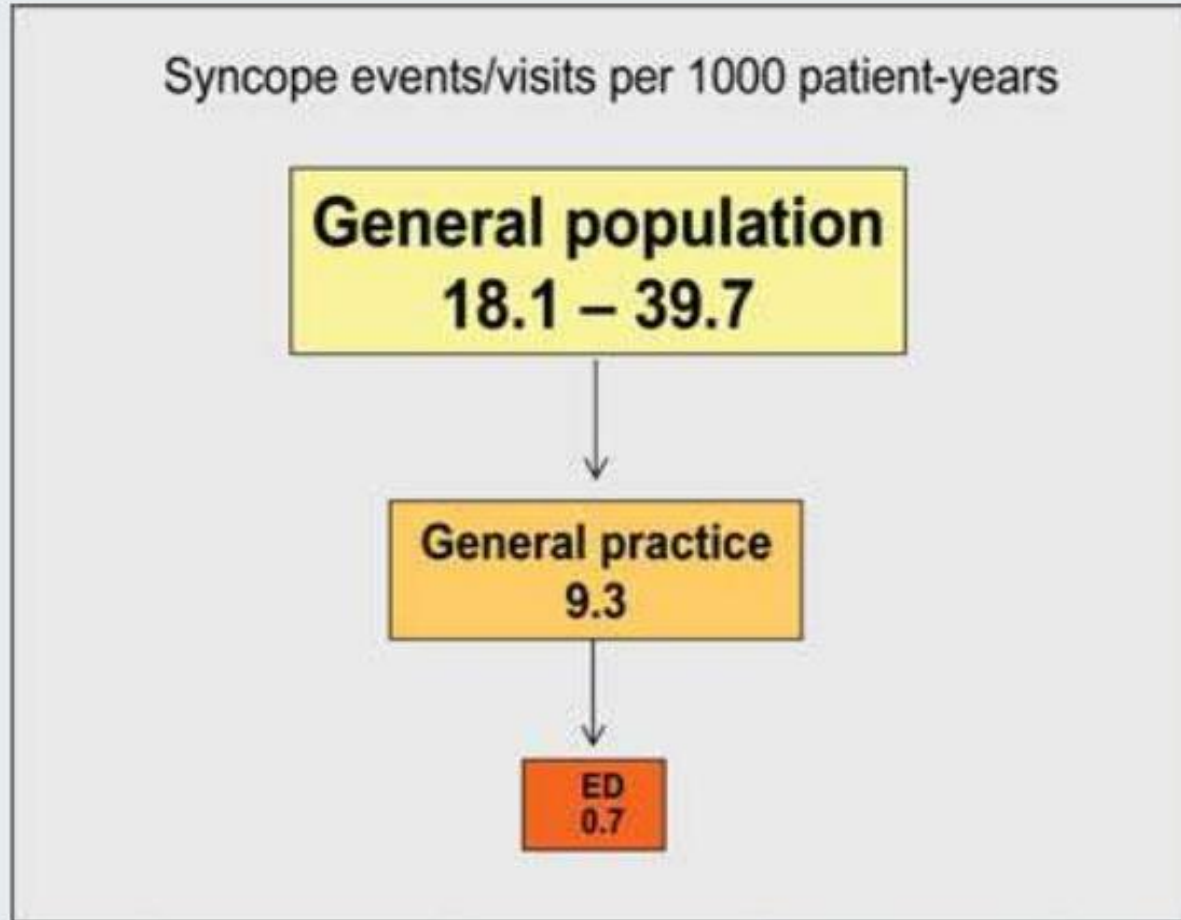 Syncope events/visits per 1000 patient-years
General population
18.1 – 39.7
General practice
9.3
ED
0.7